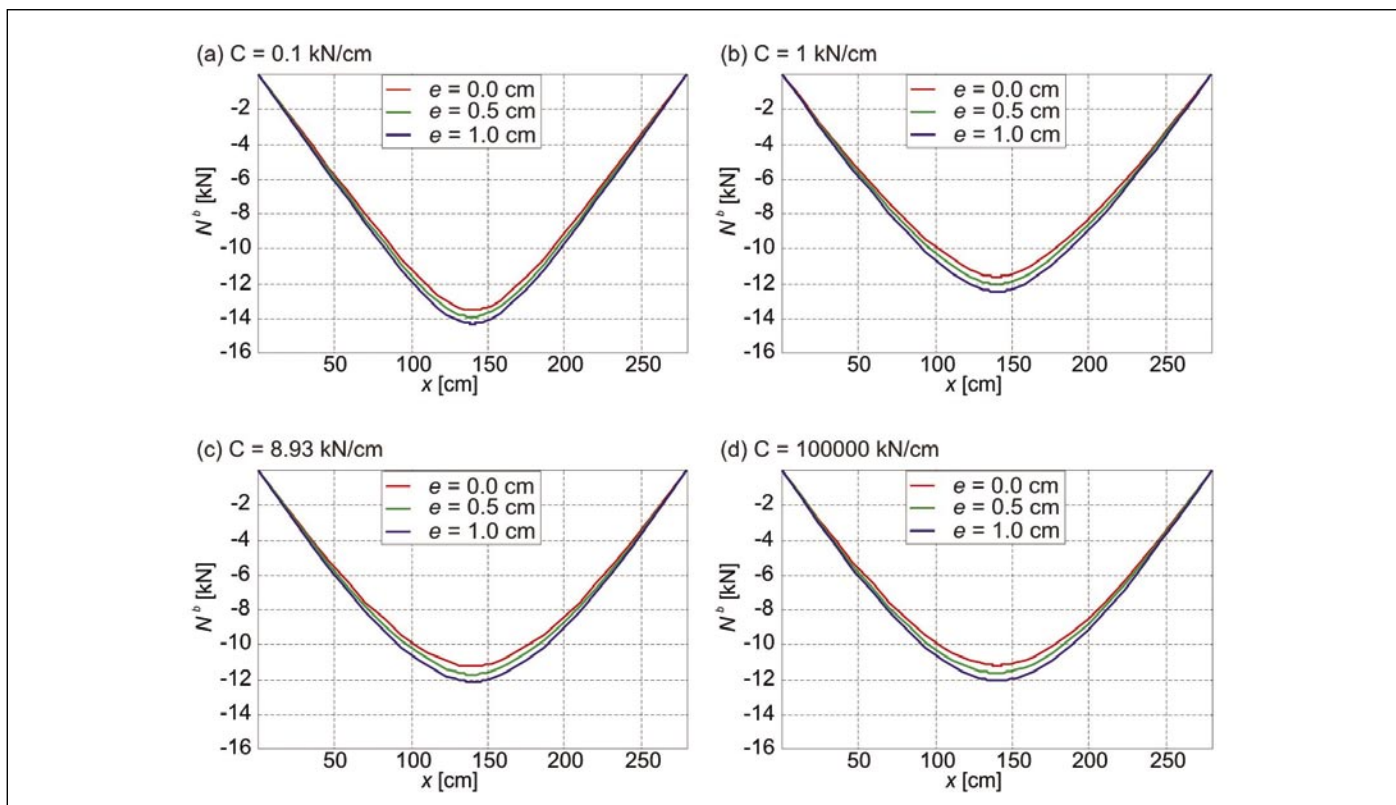 (a) C = 0.1 kN/cm
e = 0.0 cm
e = 0.5 cm
e = 1.0 cm
-2
-4
-6
-8
-10
-12
-14
-16
N b [kN]
50 100 150 200 250
x [cm]
(b) C = 1 kN/cm
e = 0.0 cm
e = 0.5 cm
e = 1.0 cm
-2
-4
-6
-8
-10
-12
-14
-16
N b [kN]
50 100 150 200 250
x [cm]
(c) C = 8.93 kN/cm
e = 0.0 cm
e = 0.5 cm
e = 1.0 cm
-2
-4
-6
-8
-10
-12
-14
-16
N b [kN]
50 100 150 200 250
x [cm]
(d) C = 100000 kN/cm
e = 0.0 cm
e = 0.5 cm
e = 1.0 cm
-2
-4
-6
-8
-10
-12
-14
-16
N b [kN]
50 100 150 200 250
x [cm]